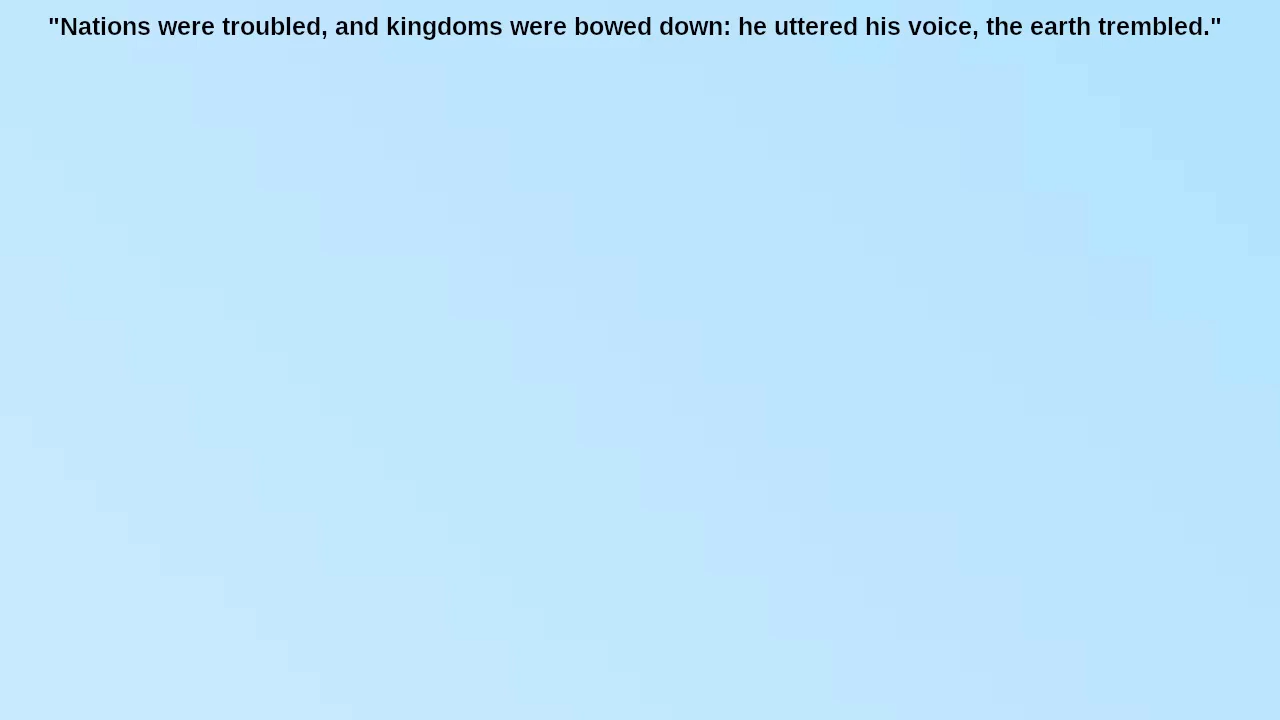 "Nations were troubled, and kingdoms were bowed down: he uttered his voice, the earth trembled."